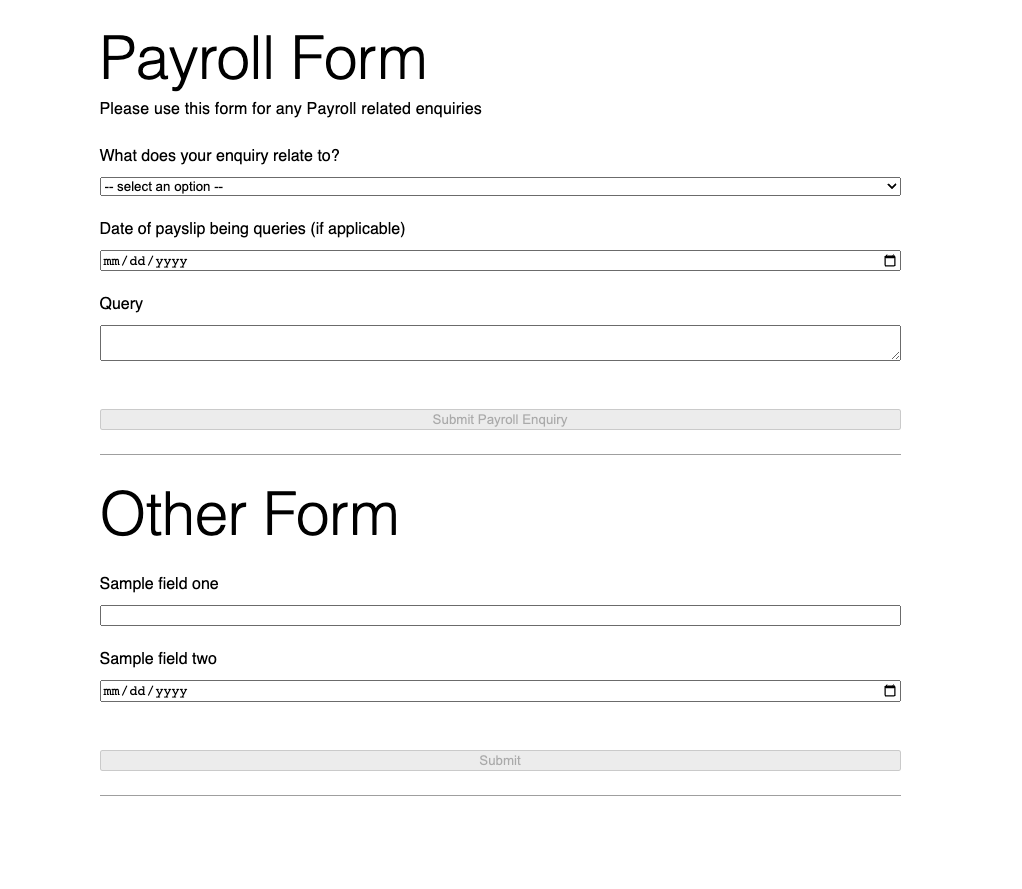 Payroll Form
Please use this form for any Payroll related enquiries
What does your enquiry relate to?
-- select an option --
Date of payslip being queries (if applicable)
mm/dd/yyyy
Query
Submit Payroll Enquiry
Other Form
Sample field one
Sample field two
mm/dd/yyyy
Submit